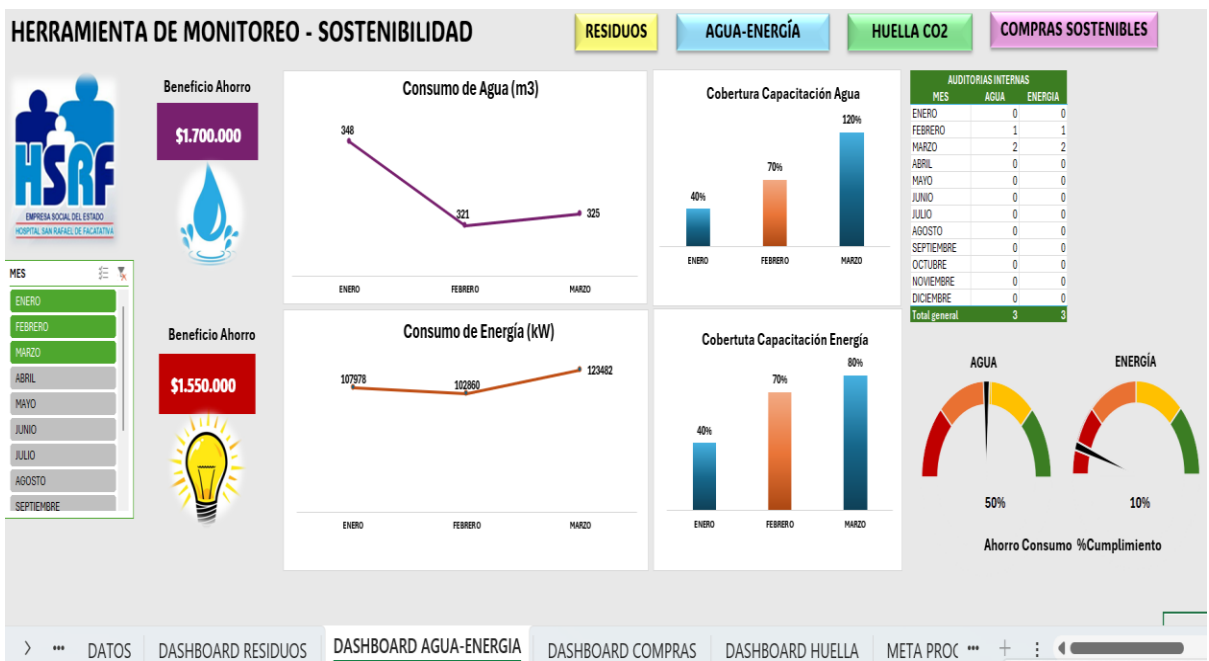 HERRAMIENTA DE MONITOREO - SOSTENIBILIDAD
RESIDUOS
AGUA-ENERGÍA
HUELLA CO2
COMPRAS SOSTENIBLES
HSRF
EMPRESA SOCIAL DEL ESTADO
HOSPITAL SAN RAFAEL DE FACATATIVA
Beneficio Ahorro
$1.700.000
Consumo de Agua (m3)
348
321
325
ENERO FEBRERO MARZO
Cobertura Capacitación Agua
40%
70%
120%
ENERO FEBRERO MARZO
AUDITORIAS INTERNAS
MES AGUA ENERGIA
ENERO 0 0
FEBRERO 1 1
MARZO 2 2
ABRIL 0 0
MAYO 0 0
JUNIO 0 0
JULIO 0 0
AGOSTO 0 0
SEPTIEMBRE 0 0
OCTUBRE 0 0
NOVIEMBRE 0 0
DICIEMBRE 0 0
Total general 3 3
MES
ENERO
FEBRERO
MARZO
ABRIL
MAYO
JUNIO
JULIO
AGOSTO
SEPTIEMBRE
Beneficio Ahorro
$1.550.000
Consumo de Energía (kW)
107978
102860
123482
ENERO FEBRERO MARZO
Cobertuta Capacitación Energía
40%
70%
80%
ENERO FEBRERO MARZO
AGUA
50%
ENERGÍA
10%
Ahorro Consumo %Cumplimiento
DATOS DASHBOARD RESIDUOS DASHBOARD AGUA-ENERGIA DASHBOARD COMPRAS DASHBOARD HUELLA META PROC